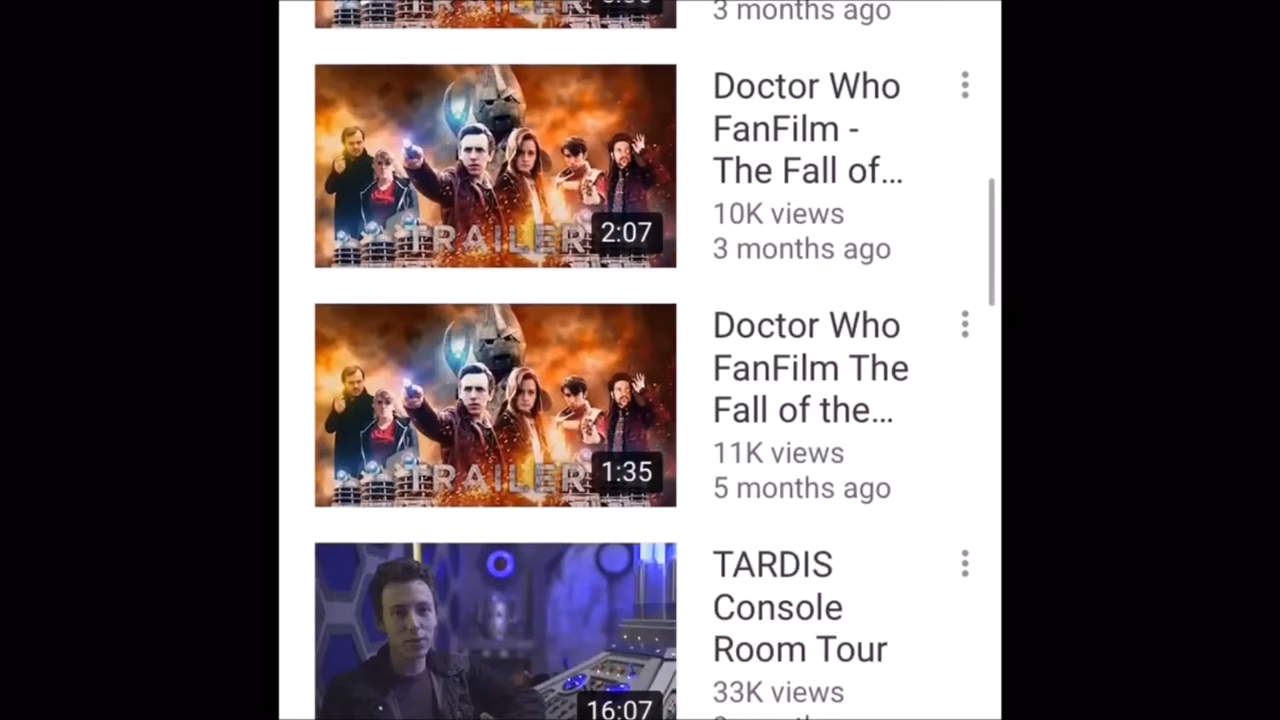 3 months ago
Doctor Who
FanFilm -
The Fall of...
10K views
3 months ago
TRAILER
2:07
Doctor Who
FanFilm The
Fall of the...
11K views
5 months ago
TRAILER
1:35
TARDIS
Console
Room Tour
33K views
16:07